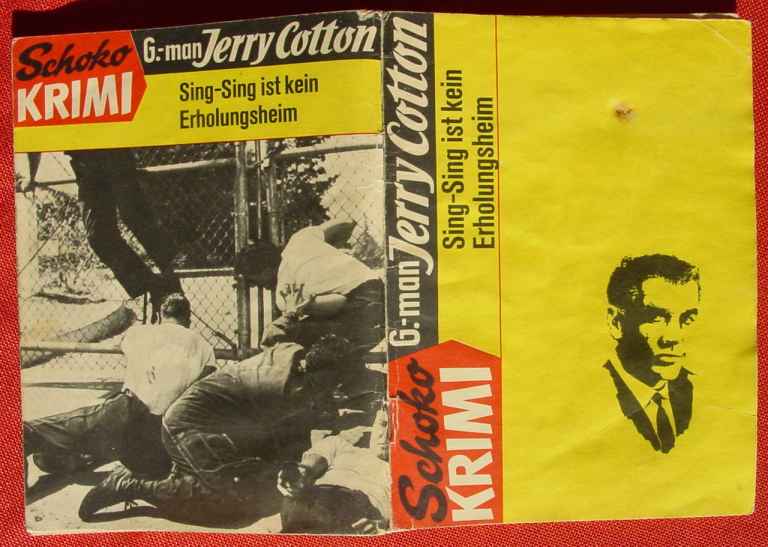 Schoko
KRIMI
G.-man Jerry Cotton
Sing-Sing ist kein
Erholungsheim
Schoko
KRIMI
G.-man Jerry Cotton
Sing-Sing ist kein
Erholungsheim